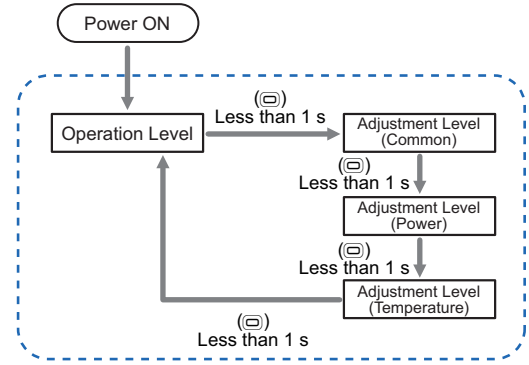 Power ON
Operation Level
(
)
Less than 1 s
Adjustment Level
(Common)
(
)
Less than 1 s
Adjustment Level
(Power)
(
)
Less than 1 s
Adjustment Level
(Temperature)
(
)
Less than 1 s